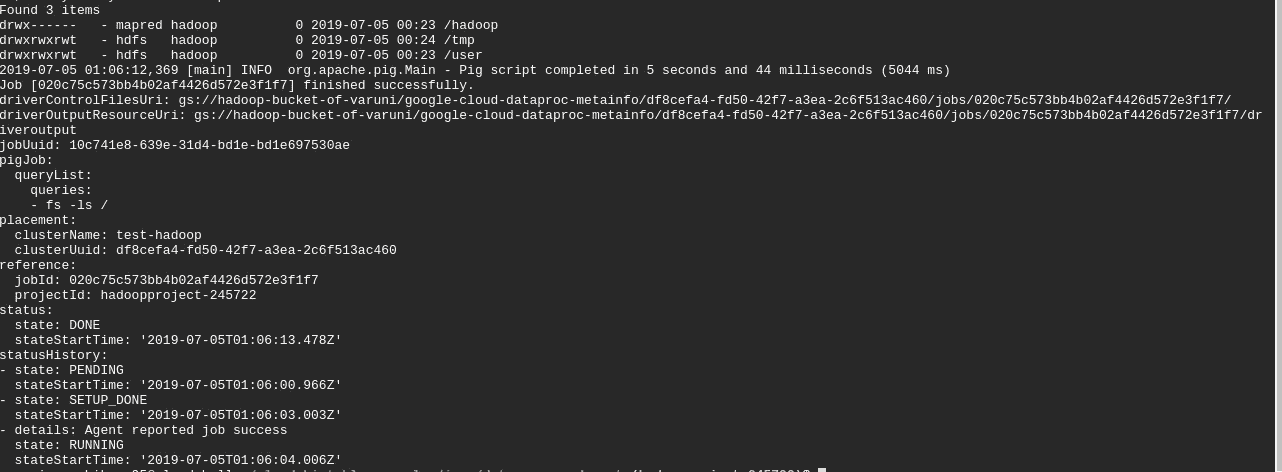 Found 3 items
drwx------   - mapred hadoop          0 2019-07-05 00:23 /hadoop
drwxrwxrwt   - hdfs   hadoop          0 2019-07-05 00:24 /tmp
drwxrwxrwt   - hdfs   hadoop          0 2019-07-05 00:23 /user
2019-07-05 01:06:12,369 [main] INFO  org.apache.pig.Main - Pig script completed in 5 seconds and 44 milliseconds (5044 ms)
Job [020c75c573bb4b02af4426d572e3f1f7] finished successfully.
driverControlFilesUri: gs://hadoop-bucket-of-varuni/google-cloud-dataproc-metainfo/df8cefa4-fd50-42f7-a3ea-2c6f513ac460/jobs/020c75c573bb4b02af4426d572e3f1f7/
driverOutputResourceUri: gs://hadoop-bucket-of-varuni/google-cloud-dataproc-metainfo/df8cefa4-fd50-42f7-a3ea-2c6f513ac460/jobs/020c75c573bb4b02af4426d572e3f1f7/dr
iveroutput
jobUuid: 10c741e8-639e-31d4-bd1e-bd1e697530ae
pigJob:
  queryList:
    queries:
    - fs -ls /
placement:
  clusterName: test-hadoop
  clusterUuid: df8cefa4-fd50-42f7-a3ea-2c6f513ac460
reference:
  jobId: 020c75c573bb4b02af4426d572e3f1f7
  projectId: hadoopproject-245722
status:
  state: DONE
  stateStartTime: '2019-07-05T01:06:13.478Z'
statusHistory:
- state: PENDING
  stateStartTime: '2019-07-05T01:06:00.966Z'
- state: SETUP_DONE
  stateStartTime: '2019-07-05T01:06:03.003Z'
- details: Agent reported job success
  state: RUNNING
  stateStartTime: '2019-07-05T01:06:04.006Z'